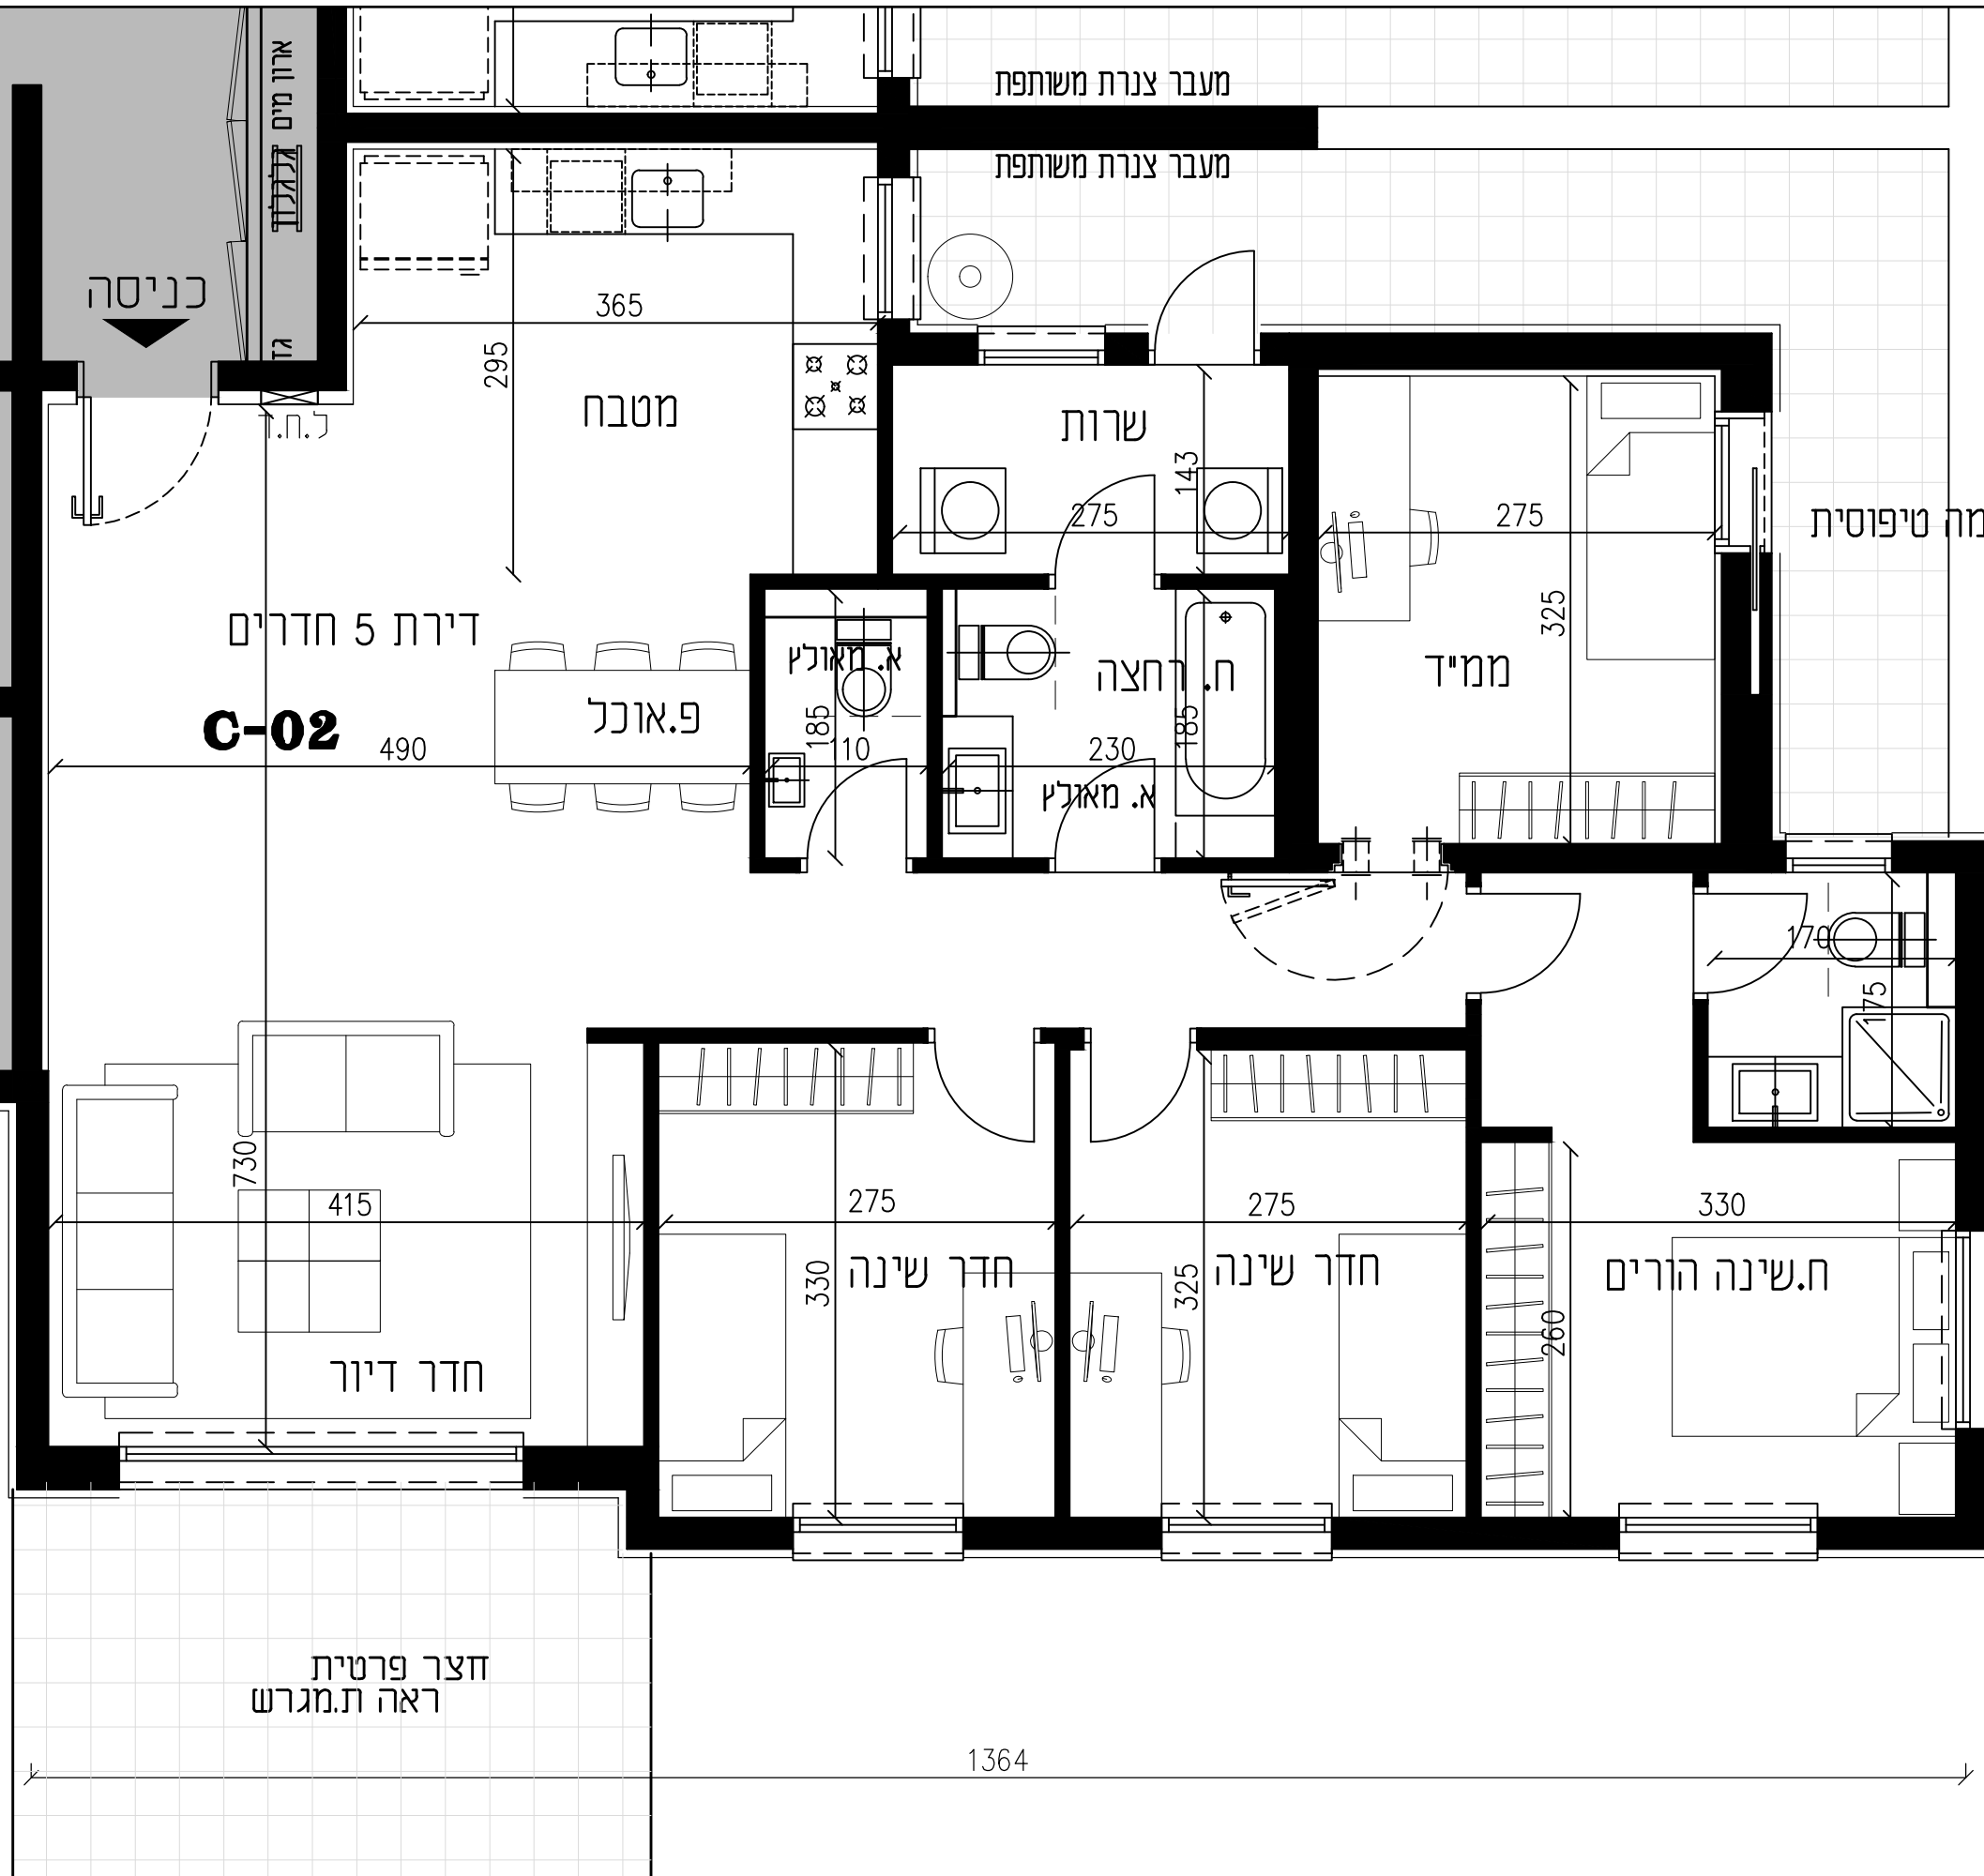 ארון מים
מעבר צנרת משותפת
מעבר צנרת משותפת
כניסה
365
295
מטבח
ל.ח.ד
שרות
143
275
275
325
ממ"ד
טיפוסית
דירת 5 חדרים
C-02
פ.אוכל
490
א. מאולץ
185
110
ח. רחצה
185
230
א. מאולץ
170
175
730
415
חדר דיור
275
330
חדר שינה
275
325
חדר שינה
330
260
ח.שינה הורים
חצר פרטית
ראה ת.מגרש
1364